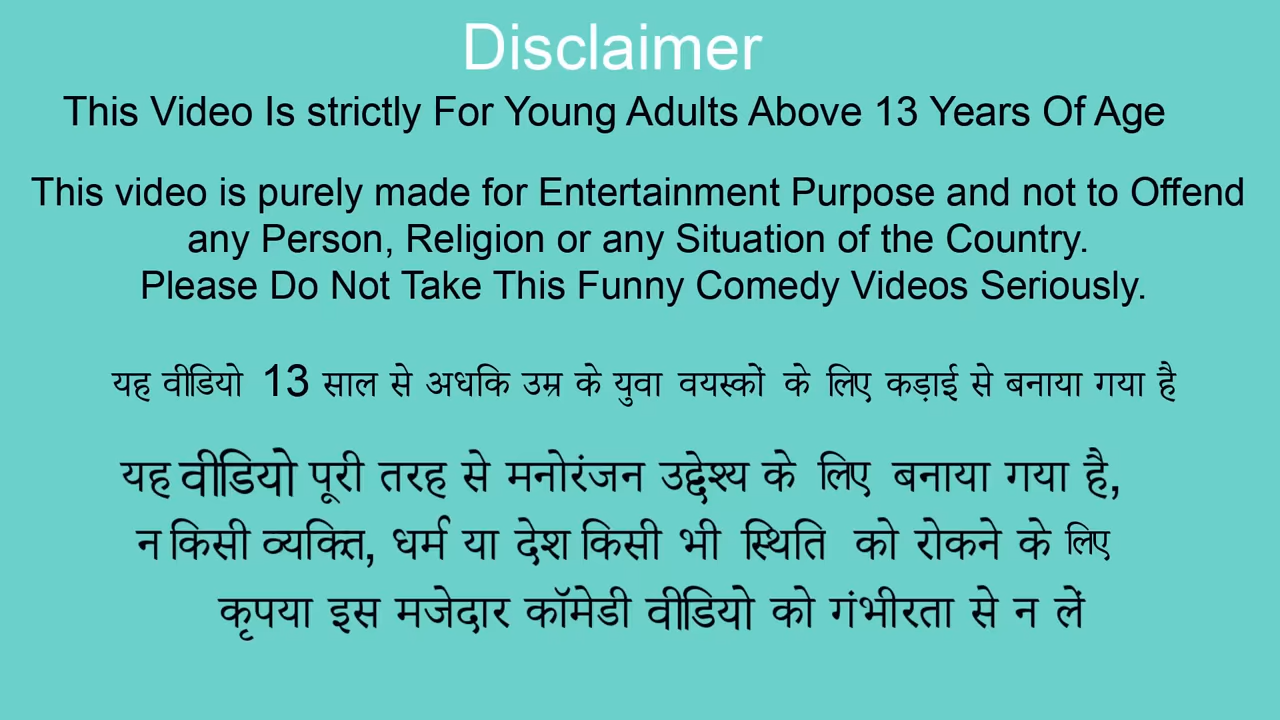 Disclaimer
This Video Is strictly For Young Adults Above 13 Years Of Age
This video is purely made for Entertainment Purpose and not to Offend
any Person, Religion or any Situation of the Country.
Please Do Not Take This Funny Comedy Videos Seriously.
यह वीडियो 13 साल से अधकि उम्र के युवा वयस्कों के लिए कड़ाई से बनाया गया है
यह वीडियो पूरी तरह से मनोरंजन उद्देश्य के लिए बनाया गया है,
न किसी व्यक्ति, धर्म या देश किसी भी स्थिति को रोकने के लिए
कृपया इस मजेदार कॉमेडी वीडियो को गंभीरता से न लें